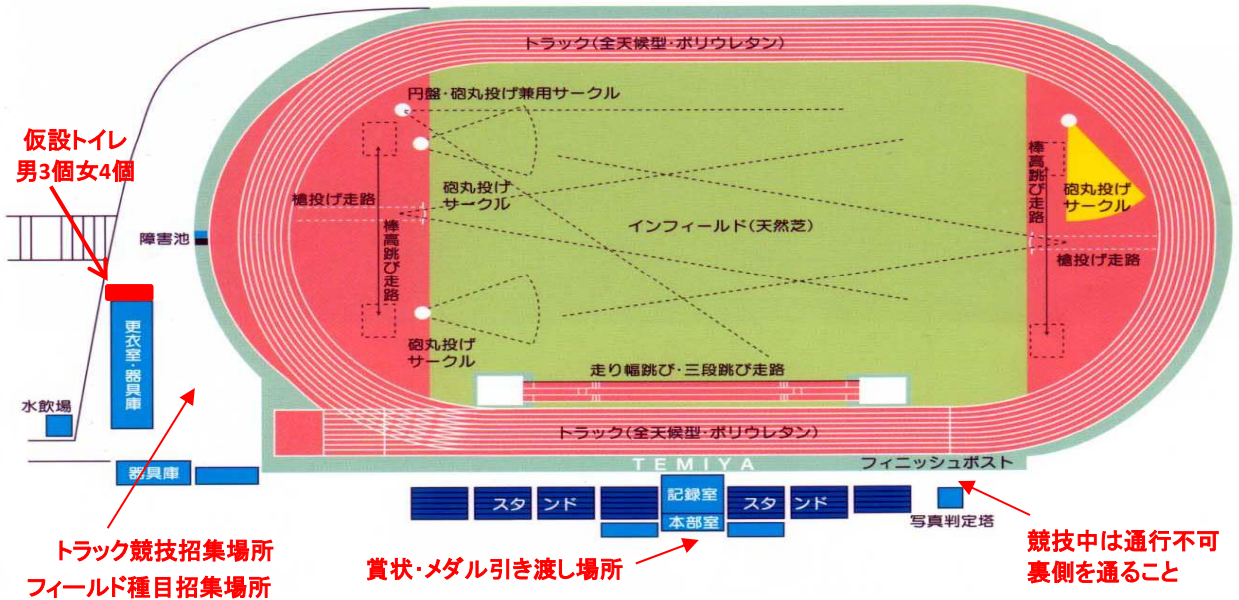 トラック(全天候型・ポリウレタン)
円盤・砲丸投げ兼用サークル
仮設トイレ
男3個女4個
棒高跳び走路
砲丸投げ
サークル
砲丸投げ
サークル
槍投げ走路
インフィールド(天然芝)
障害池
棒高跳び走路
槍投げ走路
更衣室・器具庫
砲丸投げ
サークル
走り幅跳び・三段跳び走路
水飲場
トラック(全天候型・ポリウレタン)
TEMIYA
フィニッシュポスト
器具庫
スタンド
記録室
スタンド
本部室
写真判定塔
トラック競技招集場所
フィールド種目招集場所
賞状・メダル引き渡し場所
競技中は通行不可
裏側を通ること